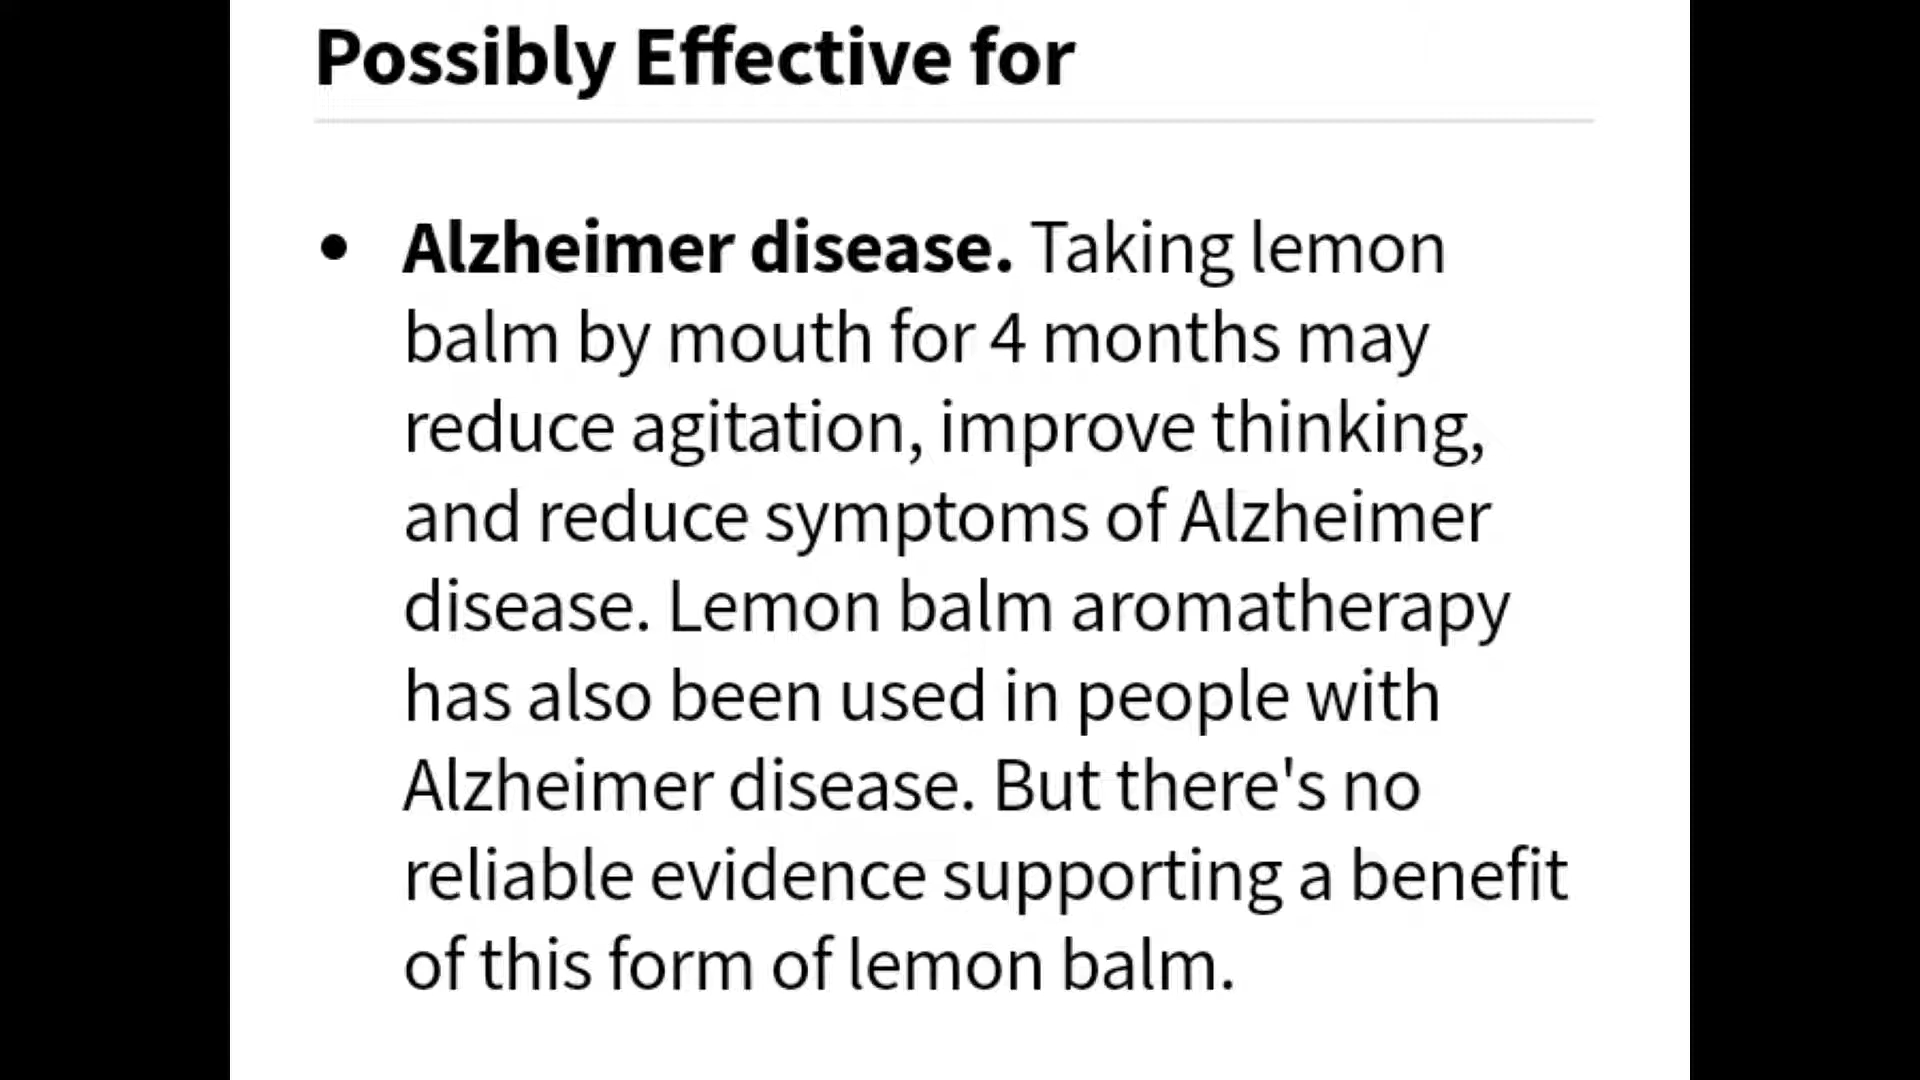 Possibly Effective for
• Alzheimer disease. Taking lemon
balm by mouth for 4 months may
reduce agitation, improve thinking,
and reduce symptoms of Alzheimer
disease. Lemon balm aromatherapy
has also been used in people with
Alzheimer disease. But there's no
reliable evidence supporting a benefit
of this form of lemon balm.